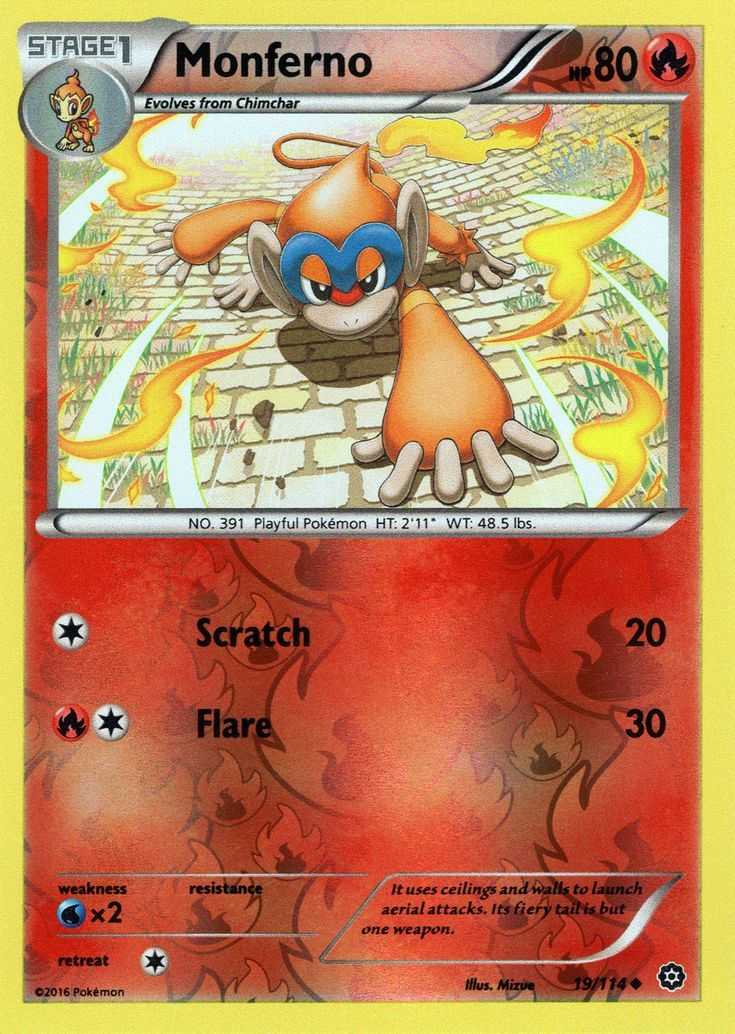 STAGE1
Monferno
HP 80
Evolves from Chimchar
NO. 391 Playful Pokémon HT: 2'11" WT: 48.5 lbs.
Scratch 20
Flare 30
weakness resistance
×2
It uses ceilings and walls to launch
aerial attacks. Its fiery tail is but
one weapon.
retreat
©2016 Pokémon
Illus. Mizue 19/114